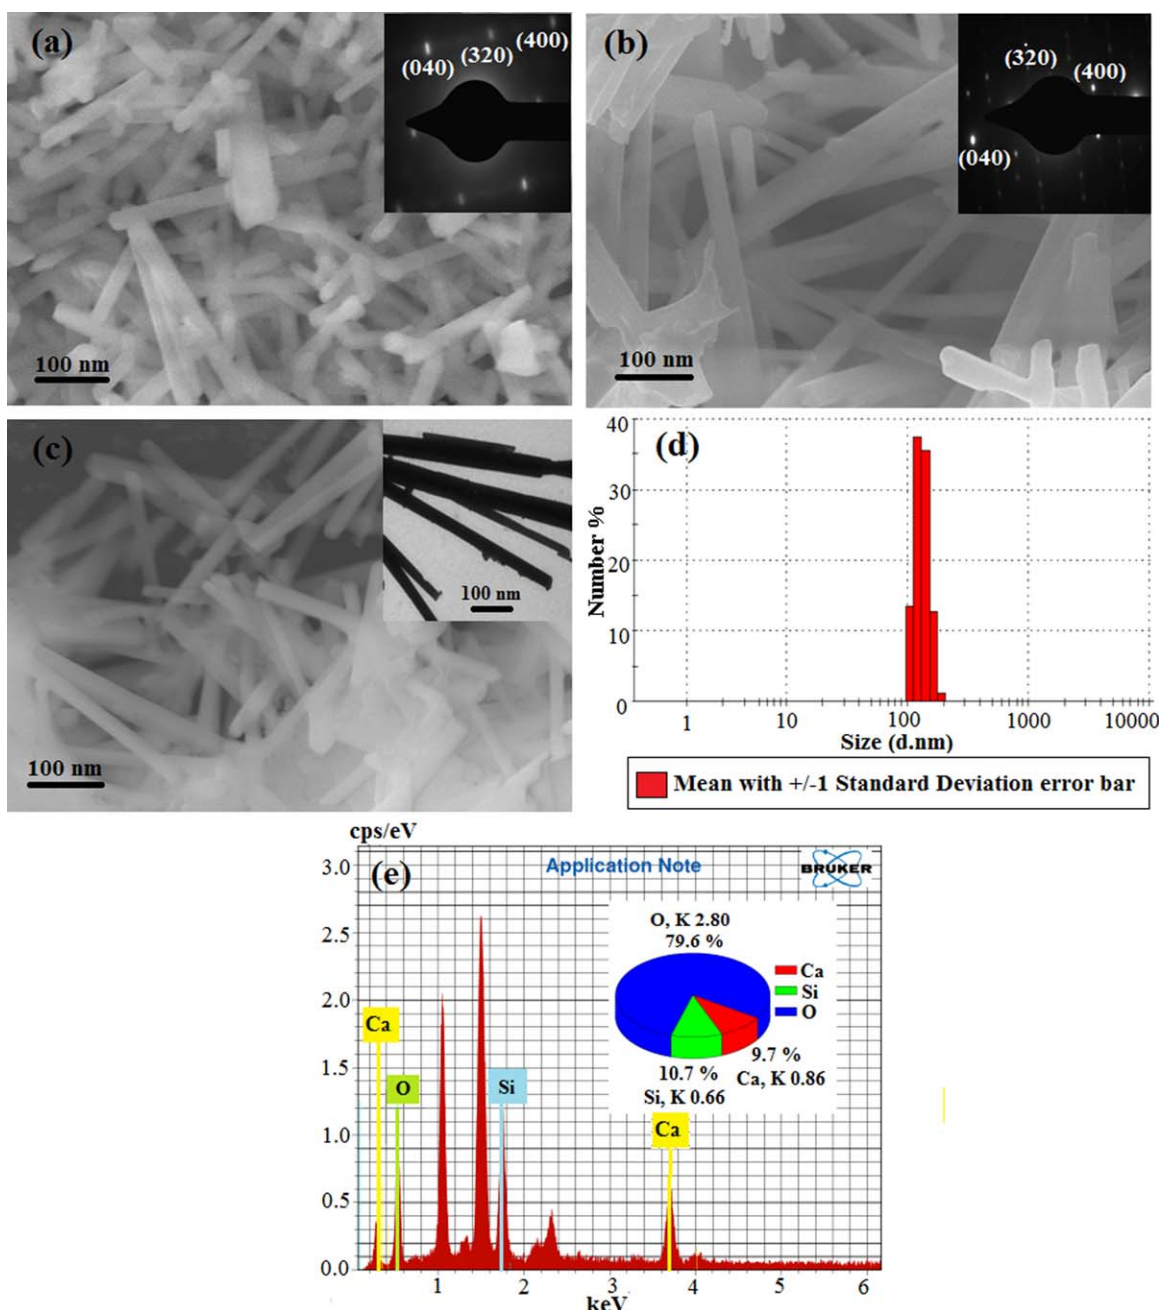 (a)
(040)
(320)
(400)
100 nm
(b)
(320)
(400)
(040)
100 nm
(c)
100 nm
100 nm
(d)
40
30
20
10
0
Number %
1
10
100
1000
10000
Size (d.nm)
Mean with +/-1 Standard Deviation error bar
cps/eV
(e)
Application Note
BRUKER
3.0
2.5
2.0
1.5
1.0
0.5
0.0
O, K 2.80
79.6 %
Ca
Si
O
9.7 %
Ca, K 0.86
10.7 %
Si, K 0.66
Ca
O
Si
Ca
1
2
3
4
5
6
keV